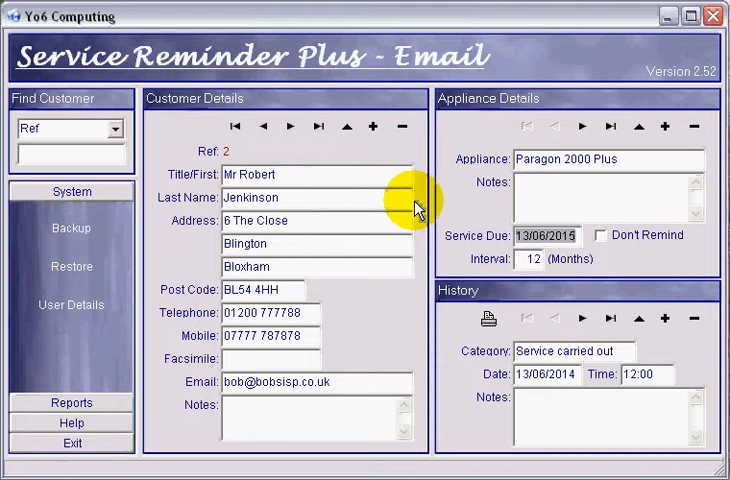 Yo6 Computing
Service Reminder Plus - Email
Version 2.52
Find Customer
Ref
System
Backup
Restore
User Details
Reports
Help
Exit
Customer Details
Ref: 2
Title/First: Mr Robert
Last Name: Jenkinson
Address: 6 The Close
Blington
Bloxham
Post Code: BL54 4HH
Telephone: 01200 777788
Mobile: 07777 787878
Facsimile:
Email: bob@bobsisp.co.uk
Notes:
Appliance Details
Appliance: Paragon 2000 Plus
Notes:
Service Due: 13/06/2015 Don't Remind
Interval: 12 (Months)
History
Category: Service carried out
Date: 13/06/2014 Time: 12:00
Notes: